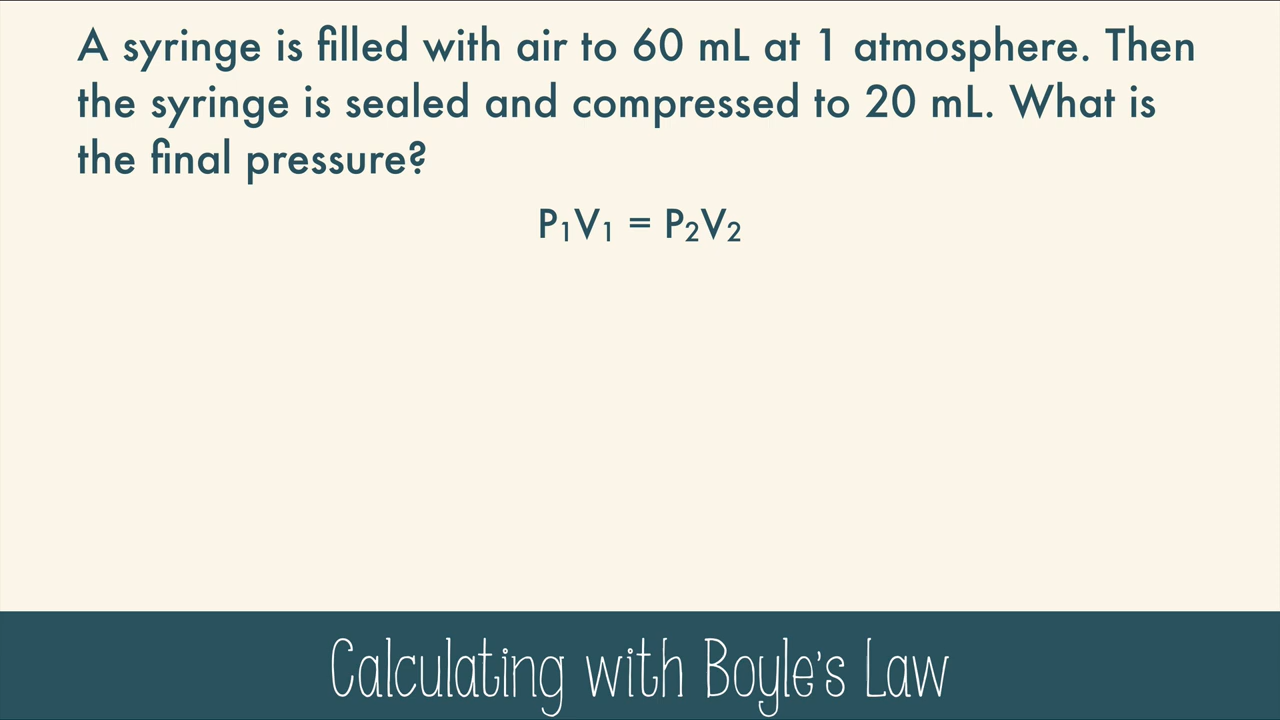 A syringe is filled with air to 60 mL at 1 atmosphere. Then
the syringe is sealed and compressed to 20 mL. What is
the final pressure?
P₁V₁ = P₂V₂
Calculating with Boyle's Law